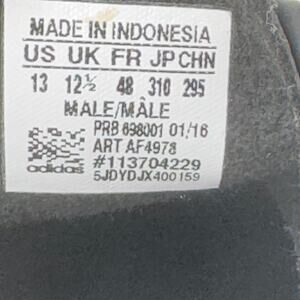 MADE IN INDONESIA
US UK FR JP CHN
13 12½ 48 310 295
MALE/MÂLE
PRB 698001 01/16
ART AF4978
#113704229
adidas
5JDYDJX400159